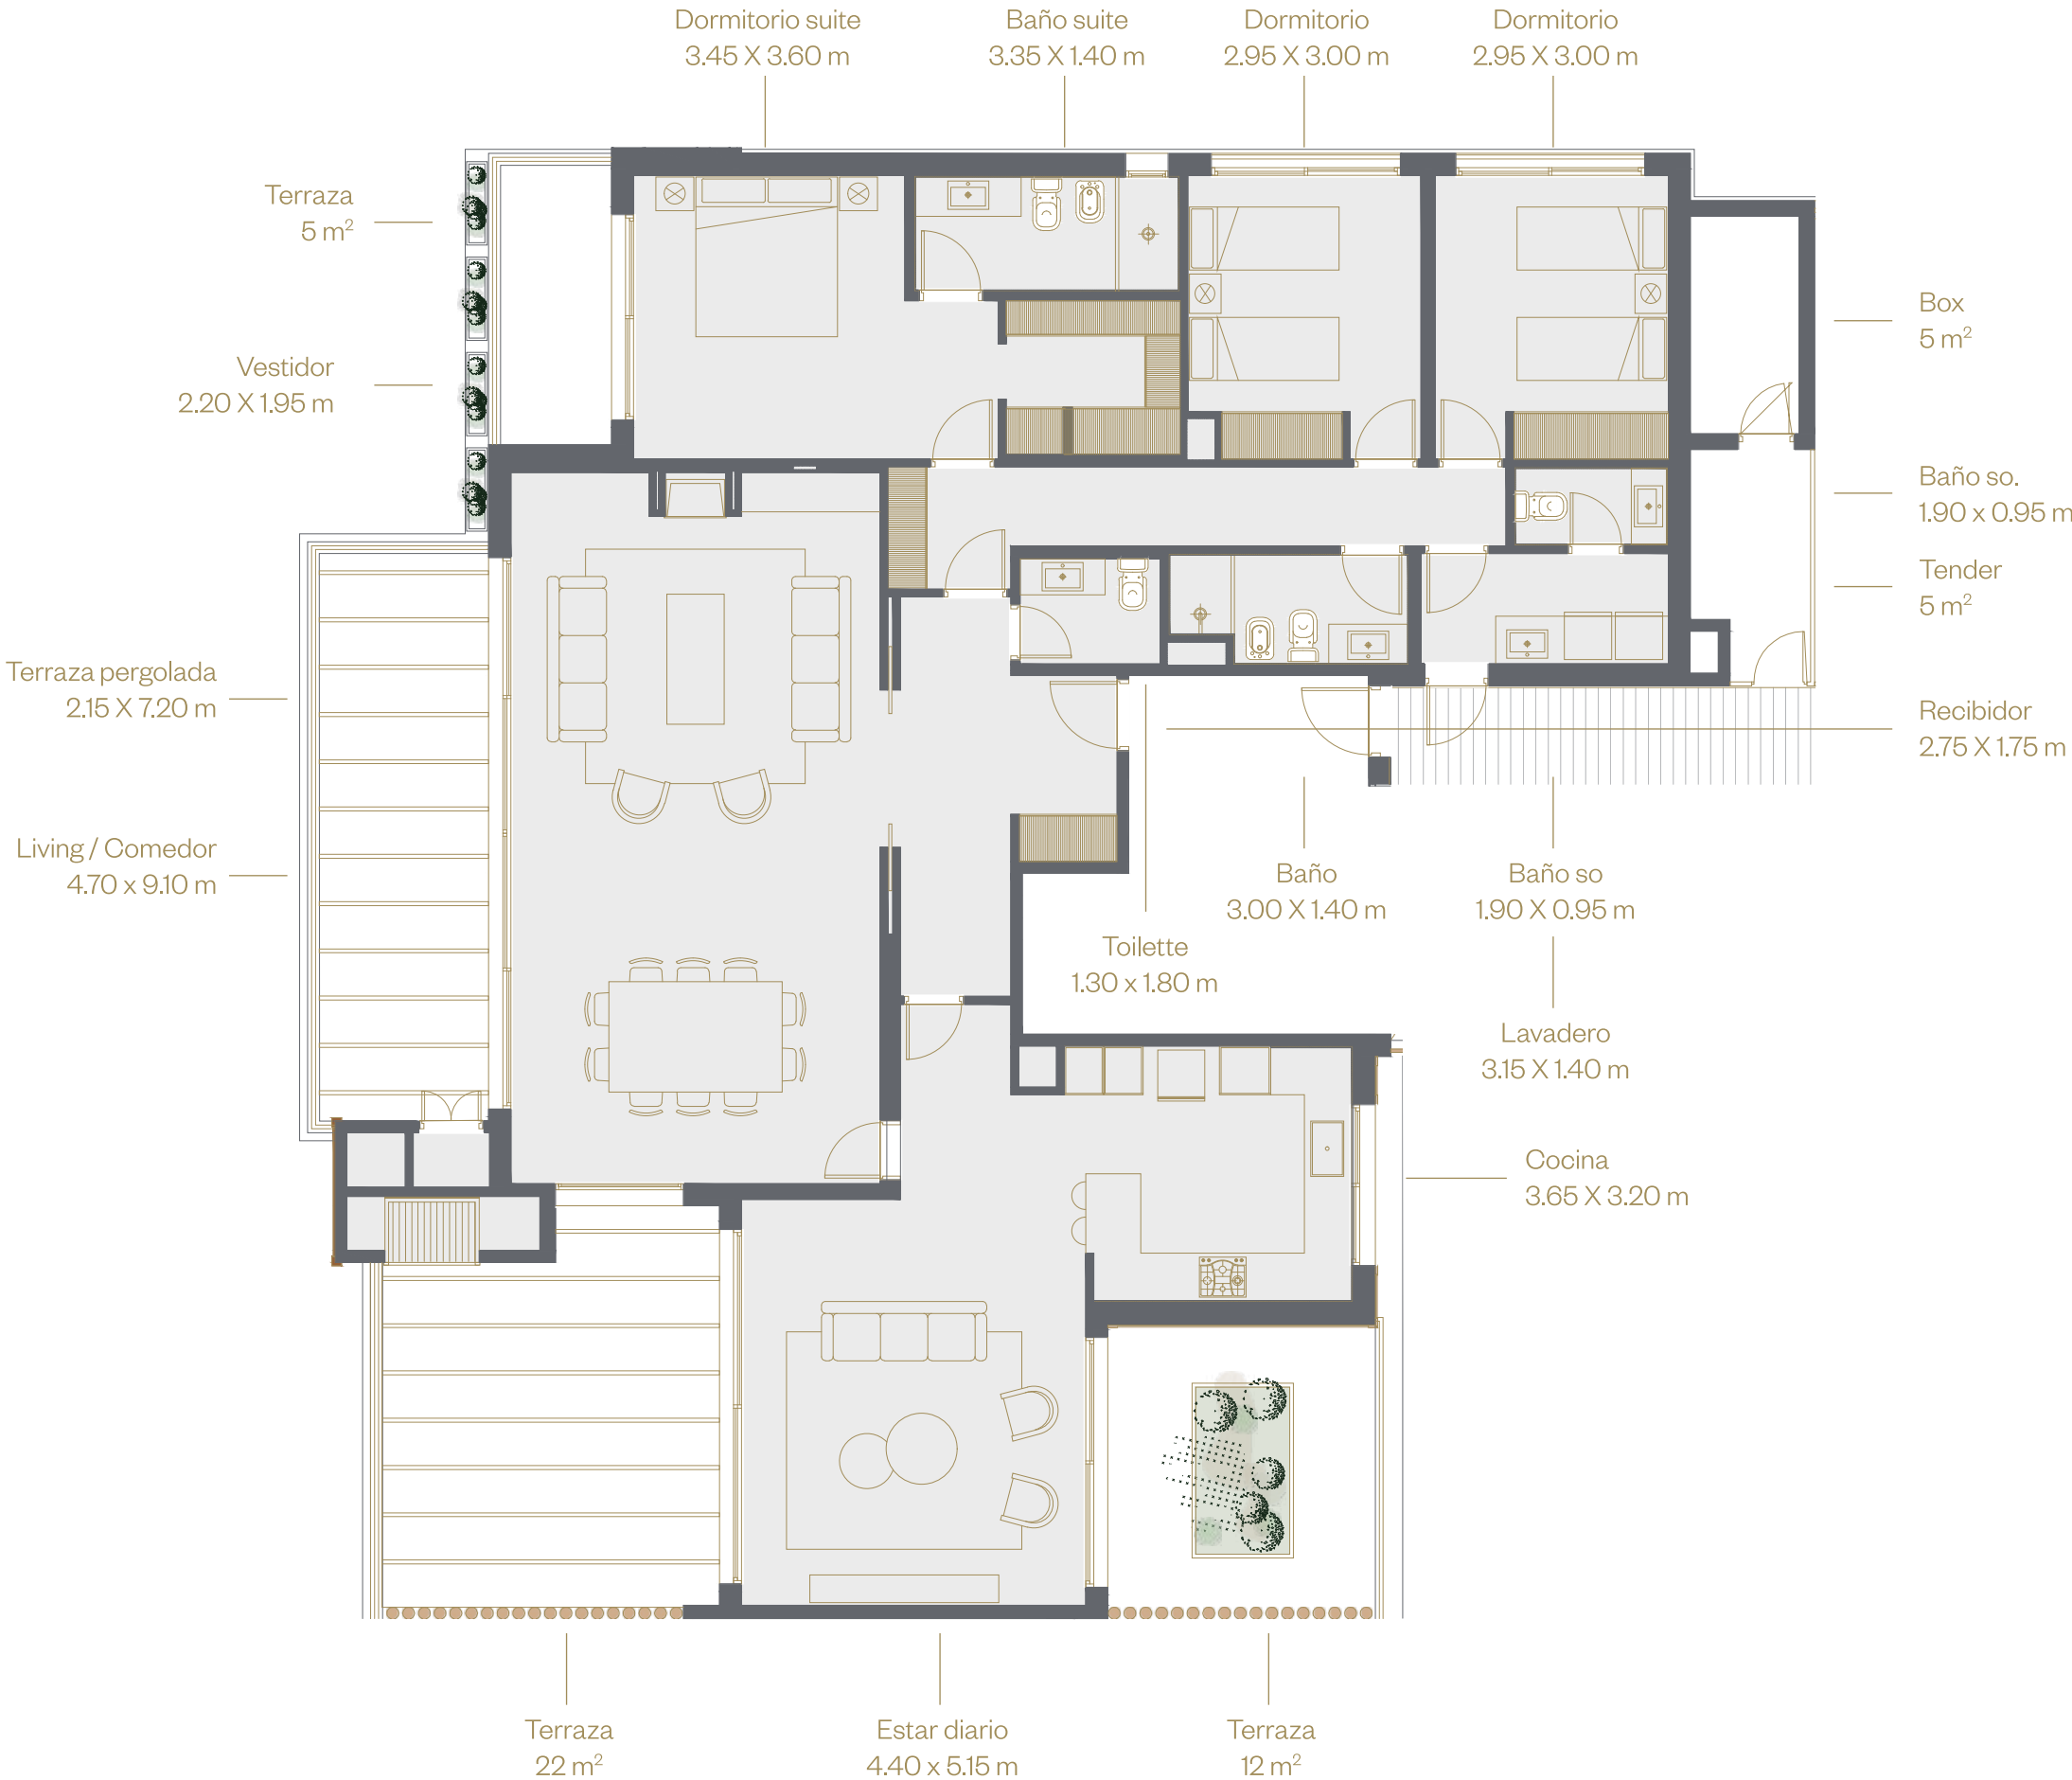 Dormitorio suite
3.45 X 3.60 m
Baño suite
3.35 X 1.40 m
Dormitorio
2.95 X 3.00 m
Dormitorio
2.95 X 3.00 m
Terraza
5 m²
Vestidor
2.20 X 1.95 m
Terraza pergolada
2.15 X 7.20 m
Living / Comedor
4.70 x 9.10 m
Box
5 m²
Baño so.
1.90 x 0.95 m
Tender
5 m²
Recibidor
2.75 X 1.75 m
Baño
3.00 X 1.40 m
Baño so
1.90 X 0.95 m
Toilette
1.30 x 1.80 m
Lavadero
3.15 X 1.40 m
Cocina
3.65 X 3.20 m
Terraza
22 m²
Estar diario
4.40 x 5.15 m
Terraza
12 m²